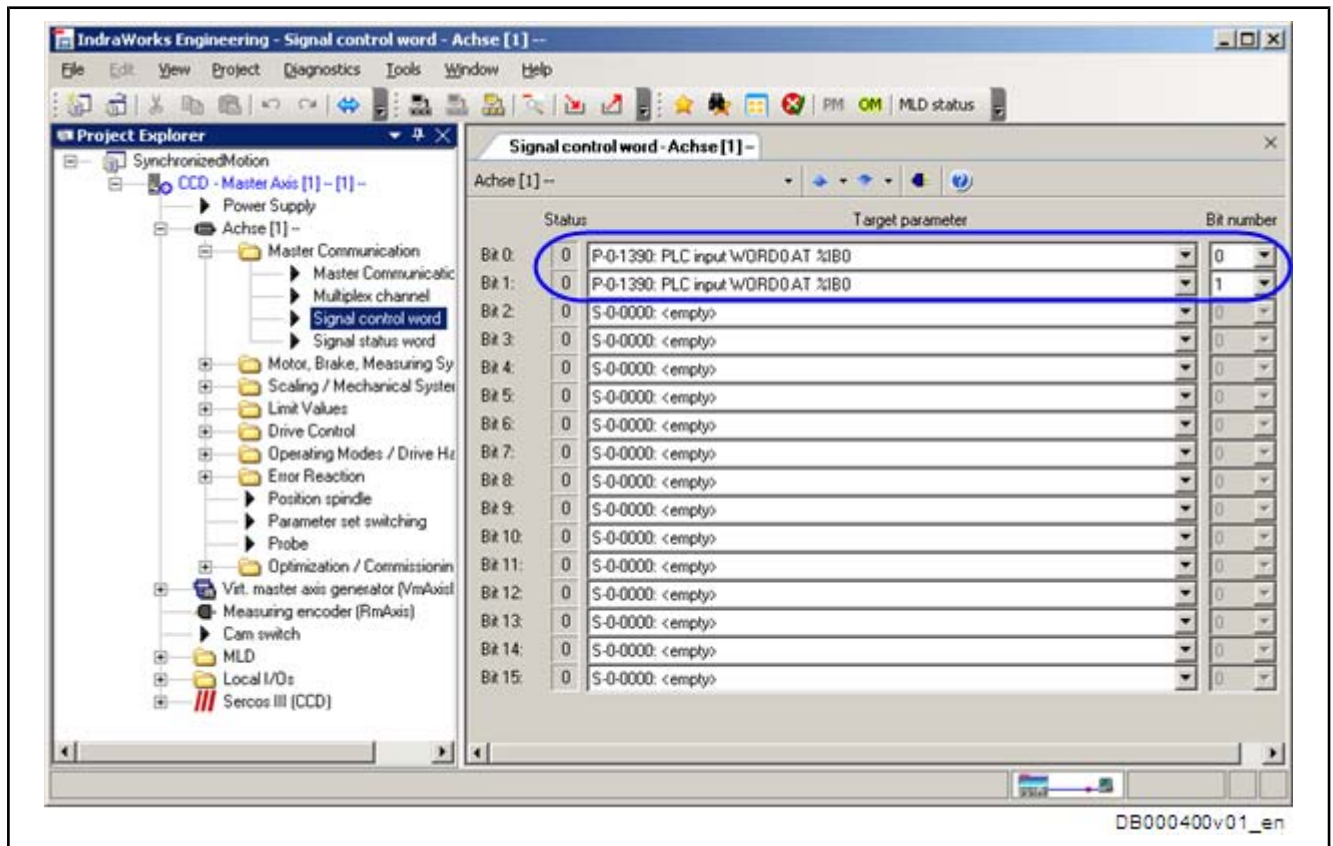 IndraWorks Engineering - Signal control word - Achse [1] --
File Edit View Project Diagnostics Tools Window Help
PM OM MLD status
Project Explorer
SynchronizedMotion
CCD - Master Axis [1] -- [1] --
Power Supply
Achse [1] --
Master Communication
Master Communicatic
Multiplex channel
Signal control word
Signal status word
Motor, Brake, Measuring Sy
Scaling / Mechanical System
Limit Values
Drive Control
Operating Modes / Drive Ha
Error Reaction
Position spindle
Parameter set switching
Probe
Optimization / Commissionin
Virt. master axis generator (VmAxisI
Measuring encoder (RmAxis)
Cam switch
MLD
Local I/Os
Sercos III (CCD)
Signal control word - Achse [1] --
Achse [1] --
Status Target parameter Bit number
Bit 0: 0 P-0-1390: PLC input WORD0 AT %IB0 0
Bit 1: 0 P-0-1390: PLC input WORD0 AT %IB0 1
Bit 2: 0 S-0-0000: <empty> 0
Bit 3: 0 S-0-0000: <empty> 0
Bit 4: 0 S-0-0000: <empty> 0
Bit 5: 0 S-0-0000: <empty> 0
Bit 6: 0 S-0-0000: <empty> 0
Bit 7: 0 S-0-0000: <empty> 0
Bit 8: 0 S-0-0000: <empty> 0
Bit 9: 0 S-0-0000: <empty> 0
Bit 10: 0 S-0-0000: <empty> 0
Bit 11: 0 S-0-0000: <empty> 0
Bit 12: 0 S-0-0000: <empty> 0
Bit 13: 0 S-0-0000: <empty> 0
Bit 14: 0 S-0-0000: <empty> 0
Bit 15: 0 S-0-0000: <empty> 0
DB000400v01_en